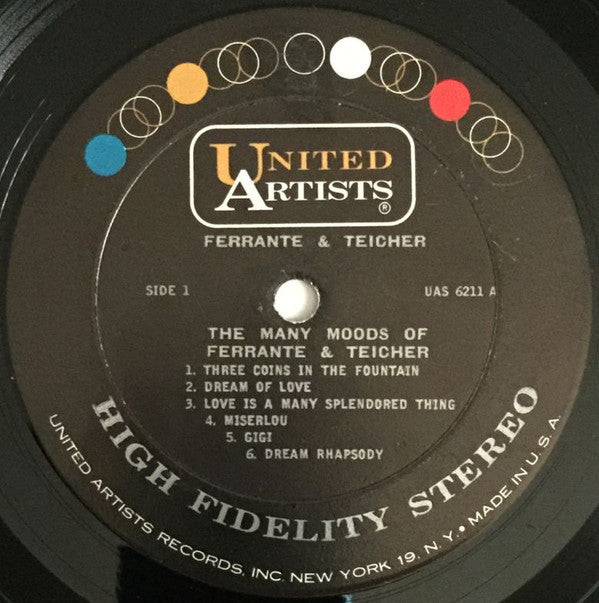 UNITED
ARTISTS
®
FERRANTE & TEICHER
SIDE 1
UAS 6211 A
THE MANY MOODS OF
FERRANTE & TEICHER
1. THREE COINS IN THE FOUNTAIN
2. DREAM OF LOVE
3. LOVE IS A MANY SPLENDORED THING
4. MISERLOU
5. GIGI
6. DREAM RHAPSODY
HIGH FIDELITY STEREO
UNITED ARTISTS RECORDS, INC. NEW YORK 19, N.Y. • MADE IN U.S.A.